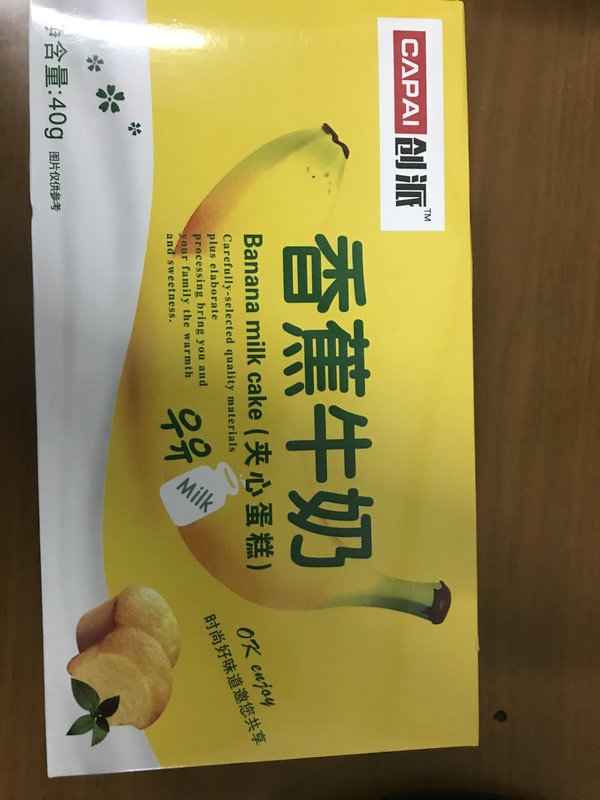 CAPAI 创派™
香蕉牛奶
Banana milk cake (夹心蛋糕)
Carefully-selected quality materials
plus elaborate
processing bring you and
your family the warmth
and sweetness.
우유
Milk
OK enjoy
时尚好味道邀您共享
含量:40g
图片仅供参考